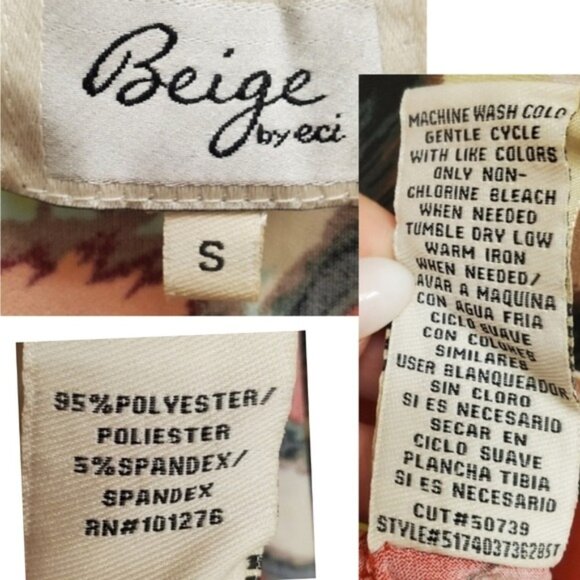 Beige
by eci
S
95%POLYESTER/
POLIESTER
5%SPANDEX/
SPANDEX
RN#101276
MACHINE WASH COLD
GENTLE CYCLE
WITH LIKE COLORS
ONLY NON-
CHLORINE BLEACH
WHEN NEEDED
TUMBLE DRY LOW
WARM IRON
WHEN NEEDED/
LAVAR A MAQUINA
CON AGUA FRIA
CICLO SUAVE
CON COLORES
SIMILARES
USER BLANQUEADOR
SIN CLORO
SI ES NECESARIO
SECAR EN
CICLO SUAVE
PLANCHA TIBIA
SI ES NECESARIO
CUT#50739
STYLE#5174037362BST